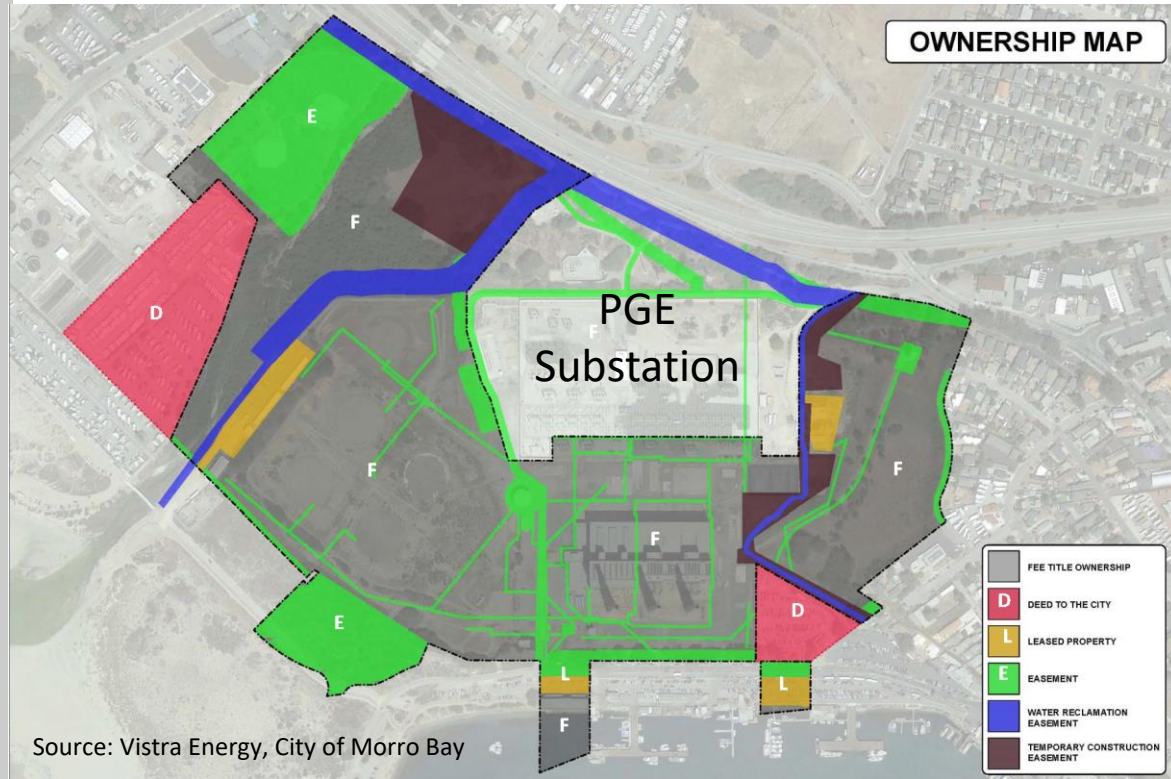 OWNERSHIP MAP
E
F
D
F
PGE
Substation
F
F
F
D
E
L
L
F
FEE TITLE OWNERSHIP
D DEED TO THE CITY
L LEASED PROPERTY
E EASEMENT
WATER RECLAMATION
EASEMENT
TEMPORARY CONSTRUCTION
EASEMENT
Source: Vistra Energy, City of Morro Bay